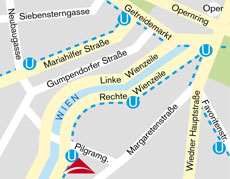 Siebensterngasse
Getreidemarkt
Opernring
Oper
Neubaugasse
Mariahilfer Straße
U
U
Gumpendorfer Straße
Linke Wienzeile
WIEN
Rechte Wienzeile
U
Margaretenstraße
Wiedner Hauptstraße
Favoritenstr.
U
Pilgramg.
U